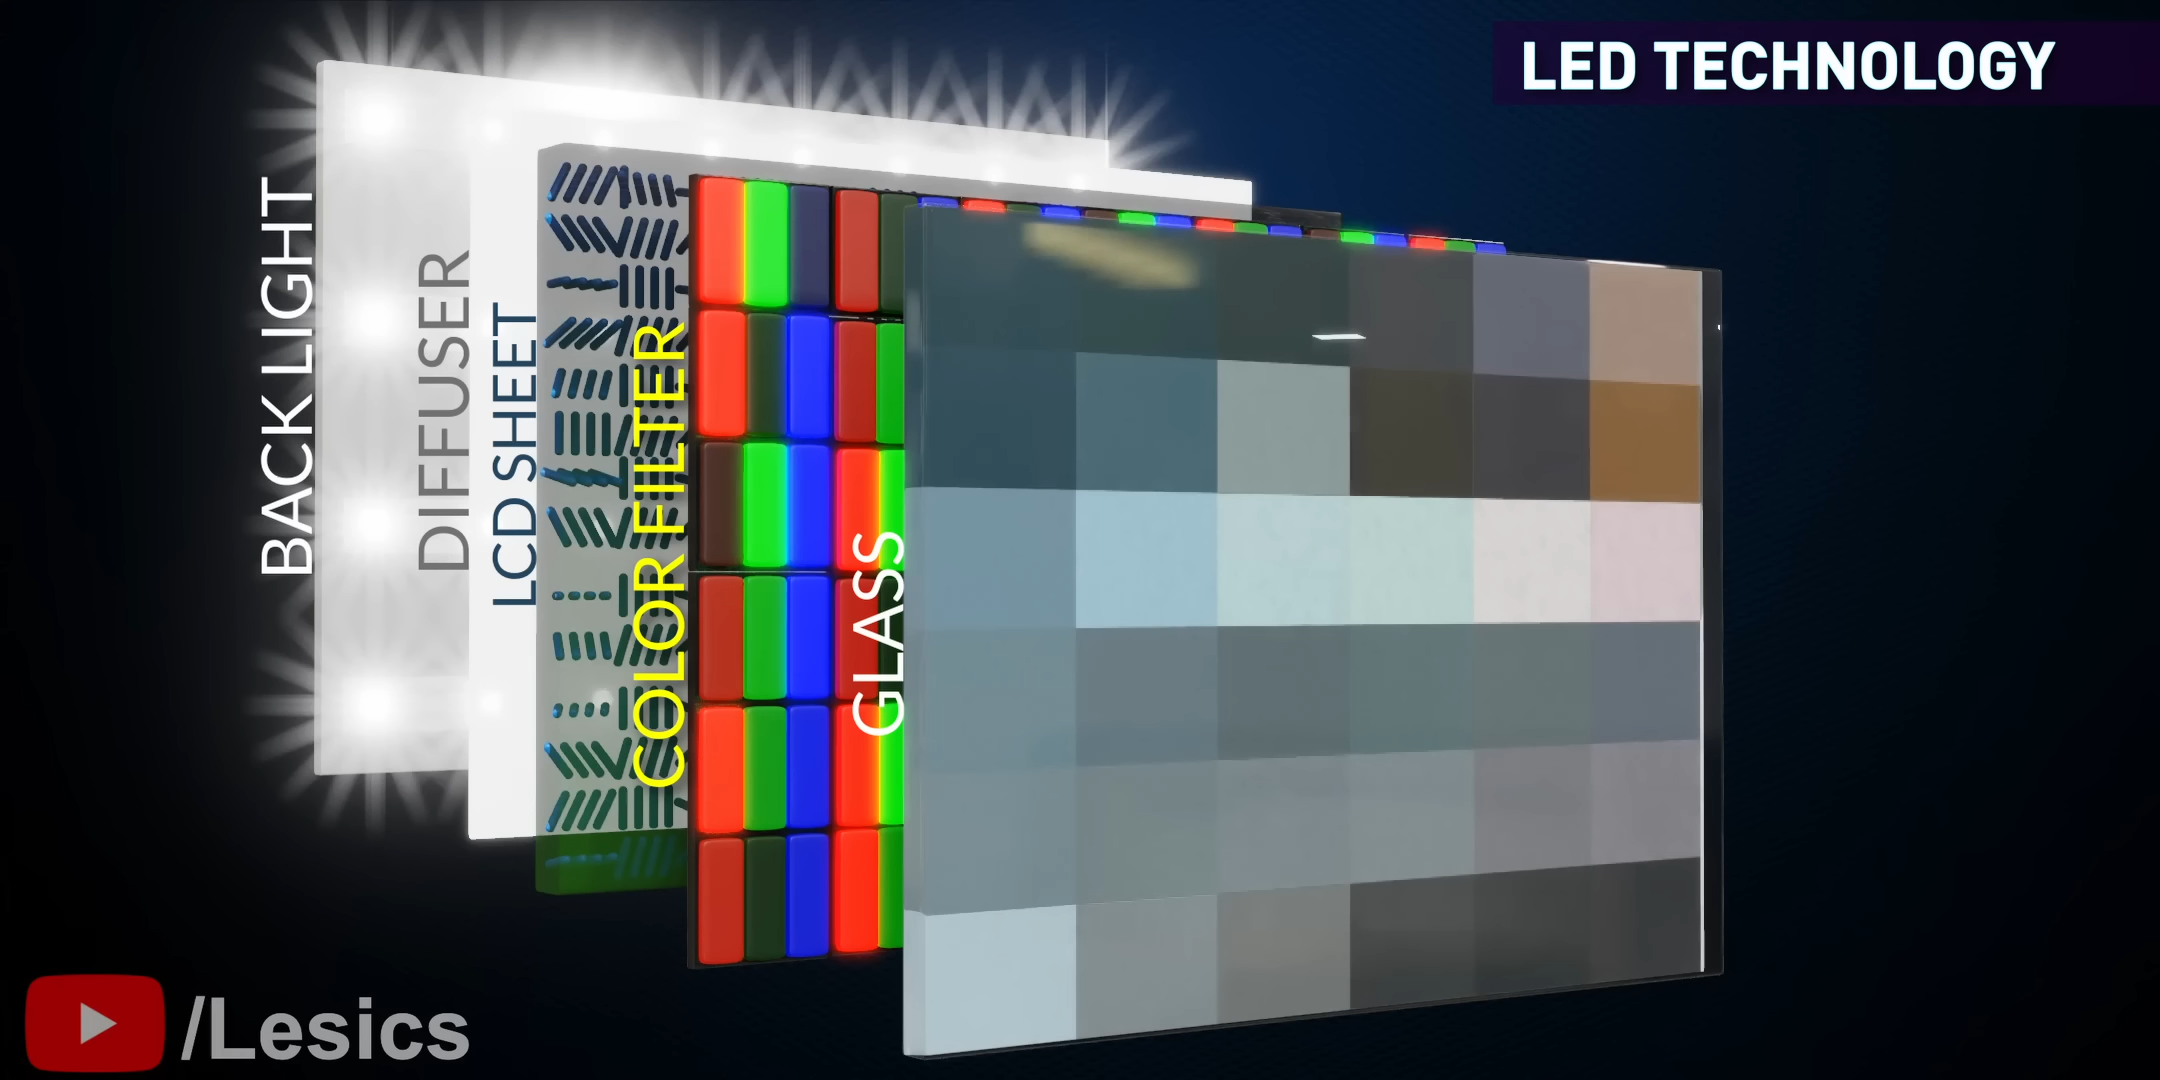 LED TECHNOLOGY
BACK LIGHT
DIFFUSER
LCD SHEET
COLOR FILTER
GLASS
/Lesics